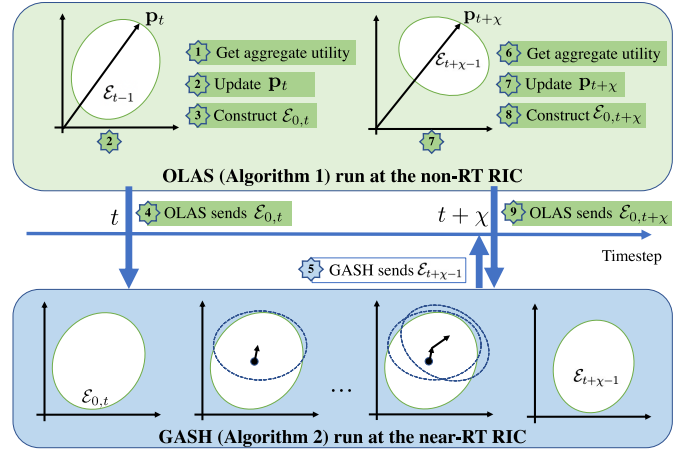 𝐩_t
ℰ_{t−1}
2
1 Get aggregate utility
2 Update 𝐩_t
3 Construct ℰ_{0,t}
𝐩_{t+χ}
ℰ_{t+χ−1}
7
6 Get aggregate utility
7 Update 𝐩_{t+χ}
8 Construct ℰ_{0,t+χ}
OLAS (Algorithm 1) run at the non-RT RIC
t
4 OLAS sends ℰ_{0,t}
t + χ
9 OLAS sends ℰ_{0,t+χ}
Timestep
5 GASH sends ℰ_{t+χ−1}
ℰ_{0,t}
...
ℰ_{t+χ−1}
GASH (Algorithm 2) run at the near-RT RIC